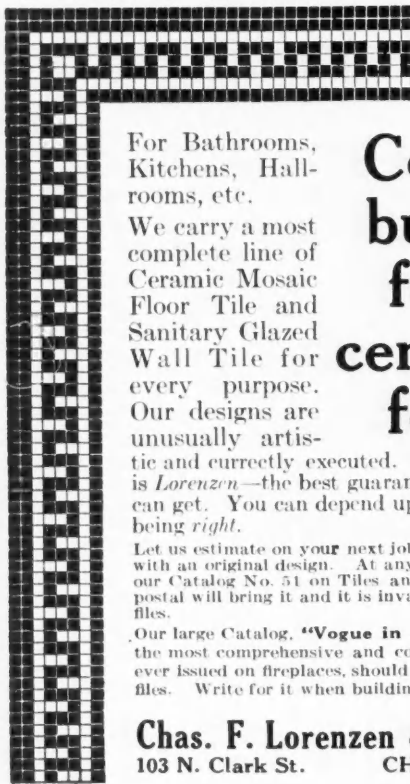 For Bathrooms,
Kitchens, Hall-
rooms, etc.
We carry a most
complete line of
Ceramic Mosaic
Floor Tile and
Sanitary Glazed
Wall Tile for
every purpose.
Our designs are
unusually artis-
tic and currectly executed.
is Lorenzen—the best guaran
can get. You can depend up
being right.
Let us estimate on your next job
with an original design. At any
our Catalog No. 51 on Tiles an
postal will bring it and it is inva
files.
Our large Catalog, "Vogue in
the most comprehensive and co
ever issued on fireplaces, should
files. Write for it when building
Chas. F. Lorenzen
103 N. Clark St. CH